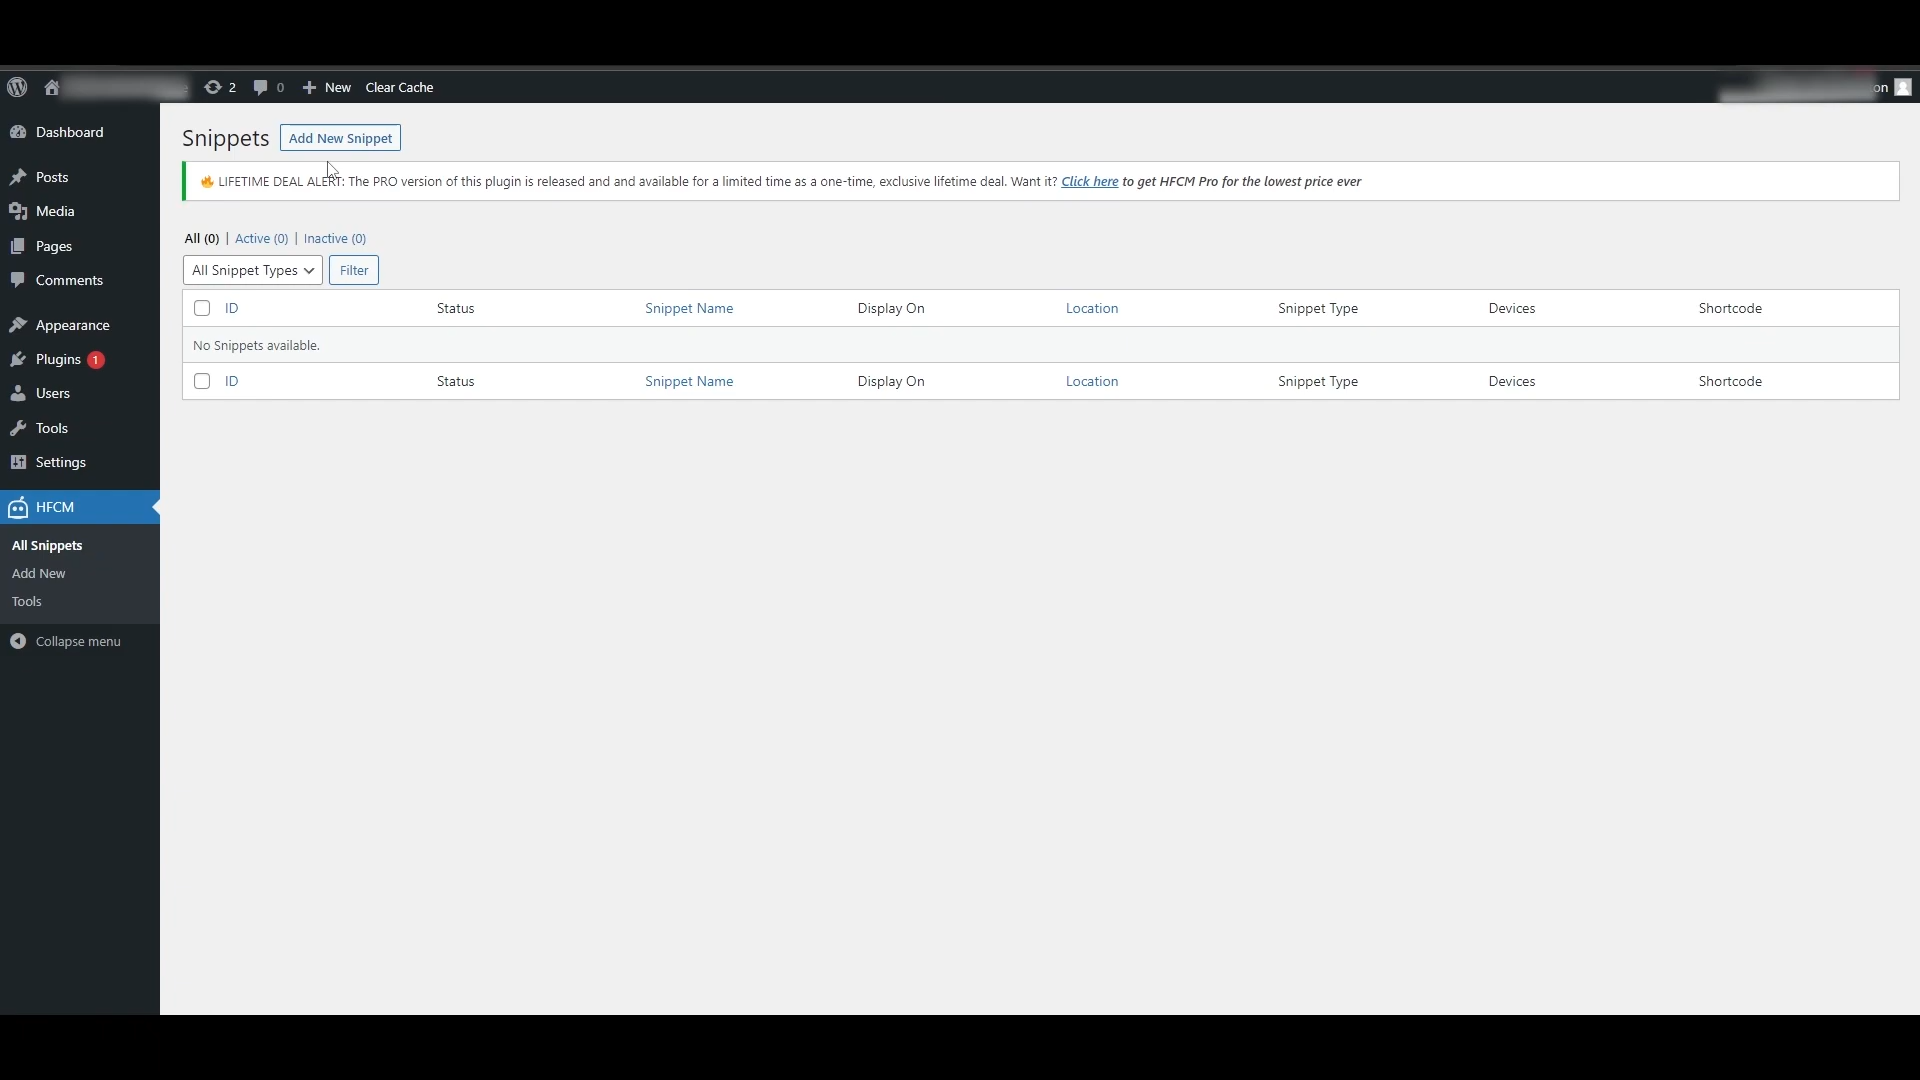 2 0 New Clear Cache on
Dashboard
Posts
Media
Pages
Comments
Appearance
Plugins 1
Users
Tools
Settings
HFCM
All Snippets
Add New
Tools
Collapse menu
Snippets Add New Snippet
🔥 LIFETIME DEAL ALERT: The PRO version of this plugin is released and and available for a limited time as a one-time, exclusive lifetime deal. Want it? Click here to get HFCM Pro for the lowest price ever
All (0) | Active (0) | Inactive (0)
All Snippet Types Filter
ID Status Snippet Name Display On Location Snippet Type Devices Shortcode
No Snippets available.
ID Status Snippet Name Display On Location Snippet Type Devices Shortcode